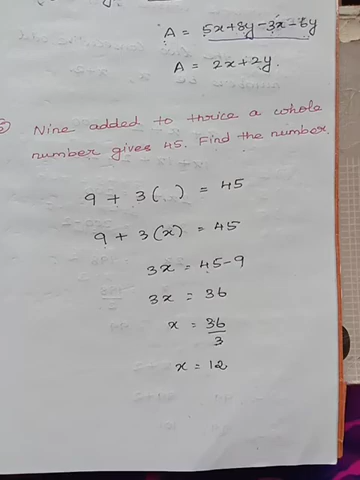 A = 5x+8y-3x-6y
A = 2x+2y.
Nine added to thrice a whole
number gives 45. Find the number.
9 + 3( ) = 45
9 + 3(x) = 45
3x = 45-9
3x = 36
x = 36
3
x = 12